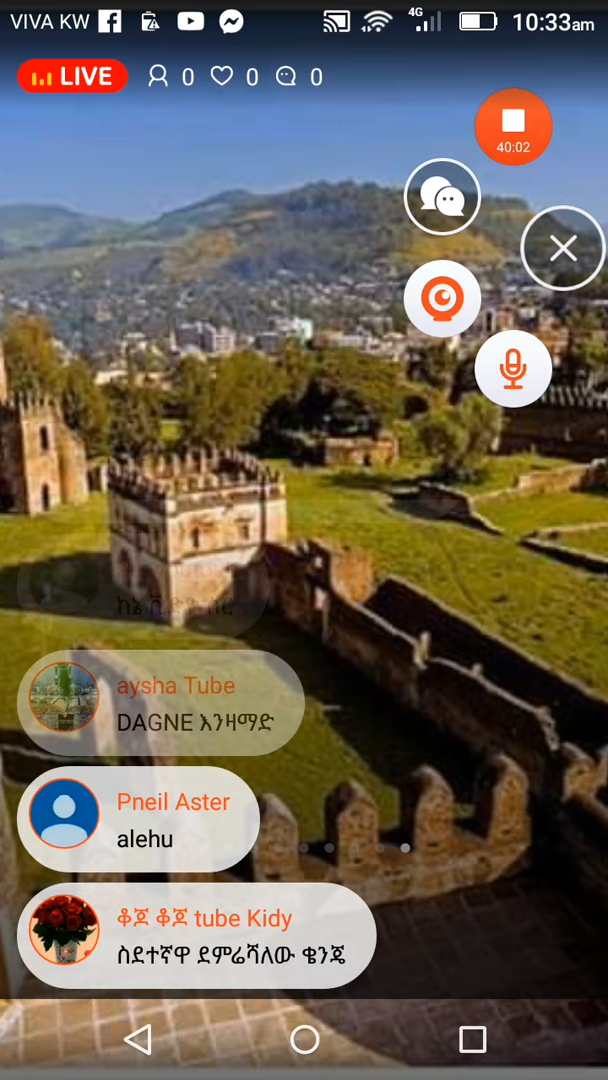 VIVA KW
4G
10:33am
LIVE 0 0 0
40:02
aysha Tube
DAGNE እንዛማድ
Pneil Aster
alehu
ቆጆ ቆጆ tube Kidy
ስደተኛዋ ደምሬሻለው ቄንጄ